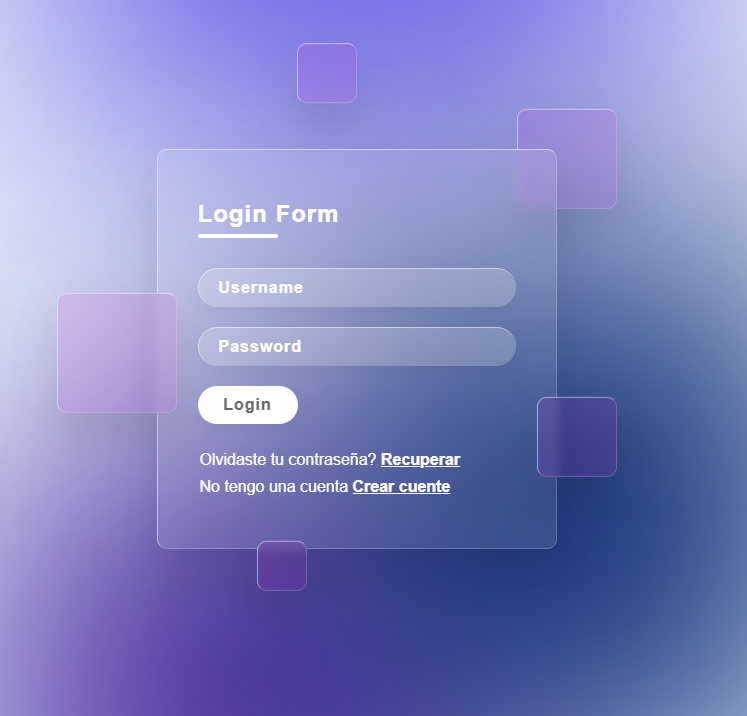 Login Form
Username
Password
Login
Olvidaste tu contraseña? Recuperar
No tengo una cuenta Crear cuente